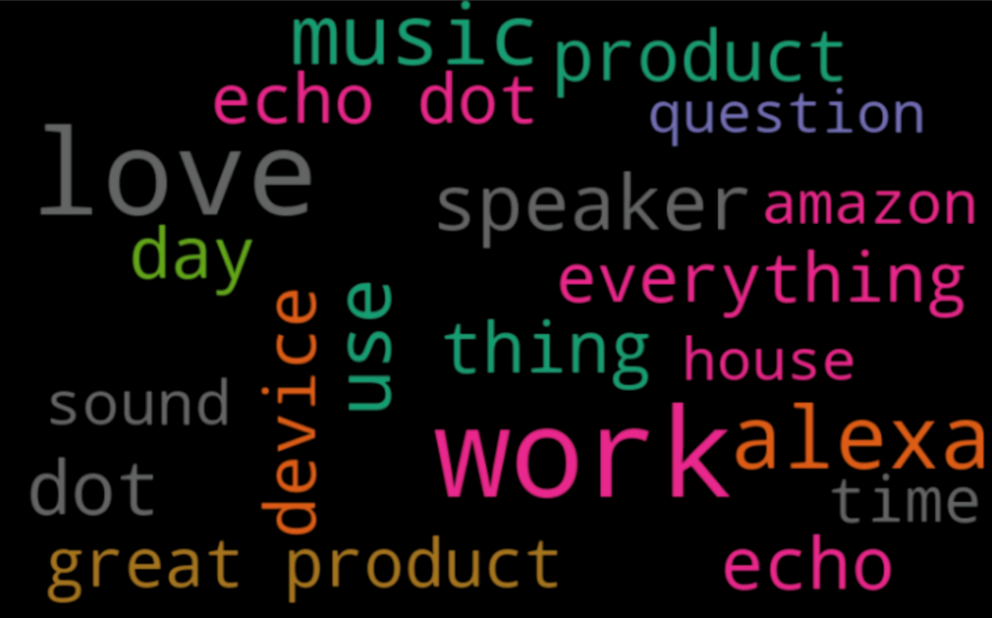 music
product
echo dot
question
love
speaker
amazon
day
everything
device
use
thing
house
sound
work
alexa
dot
time
great product
echo